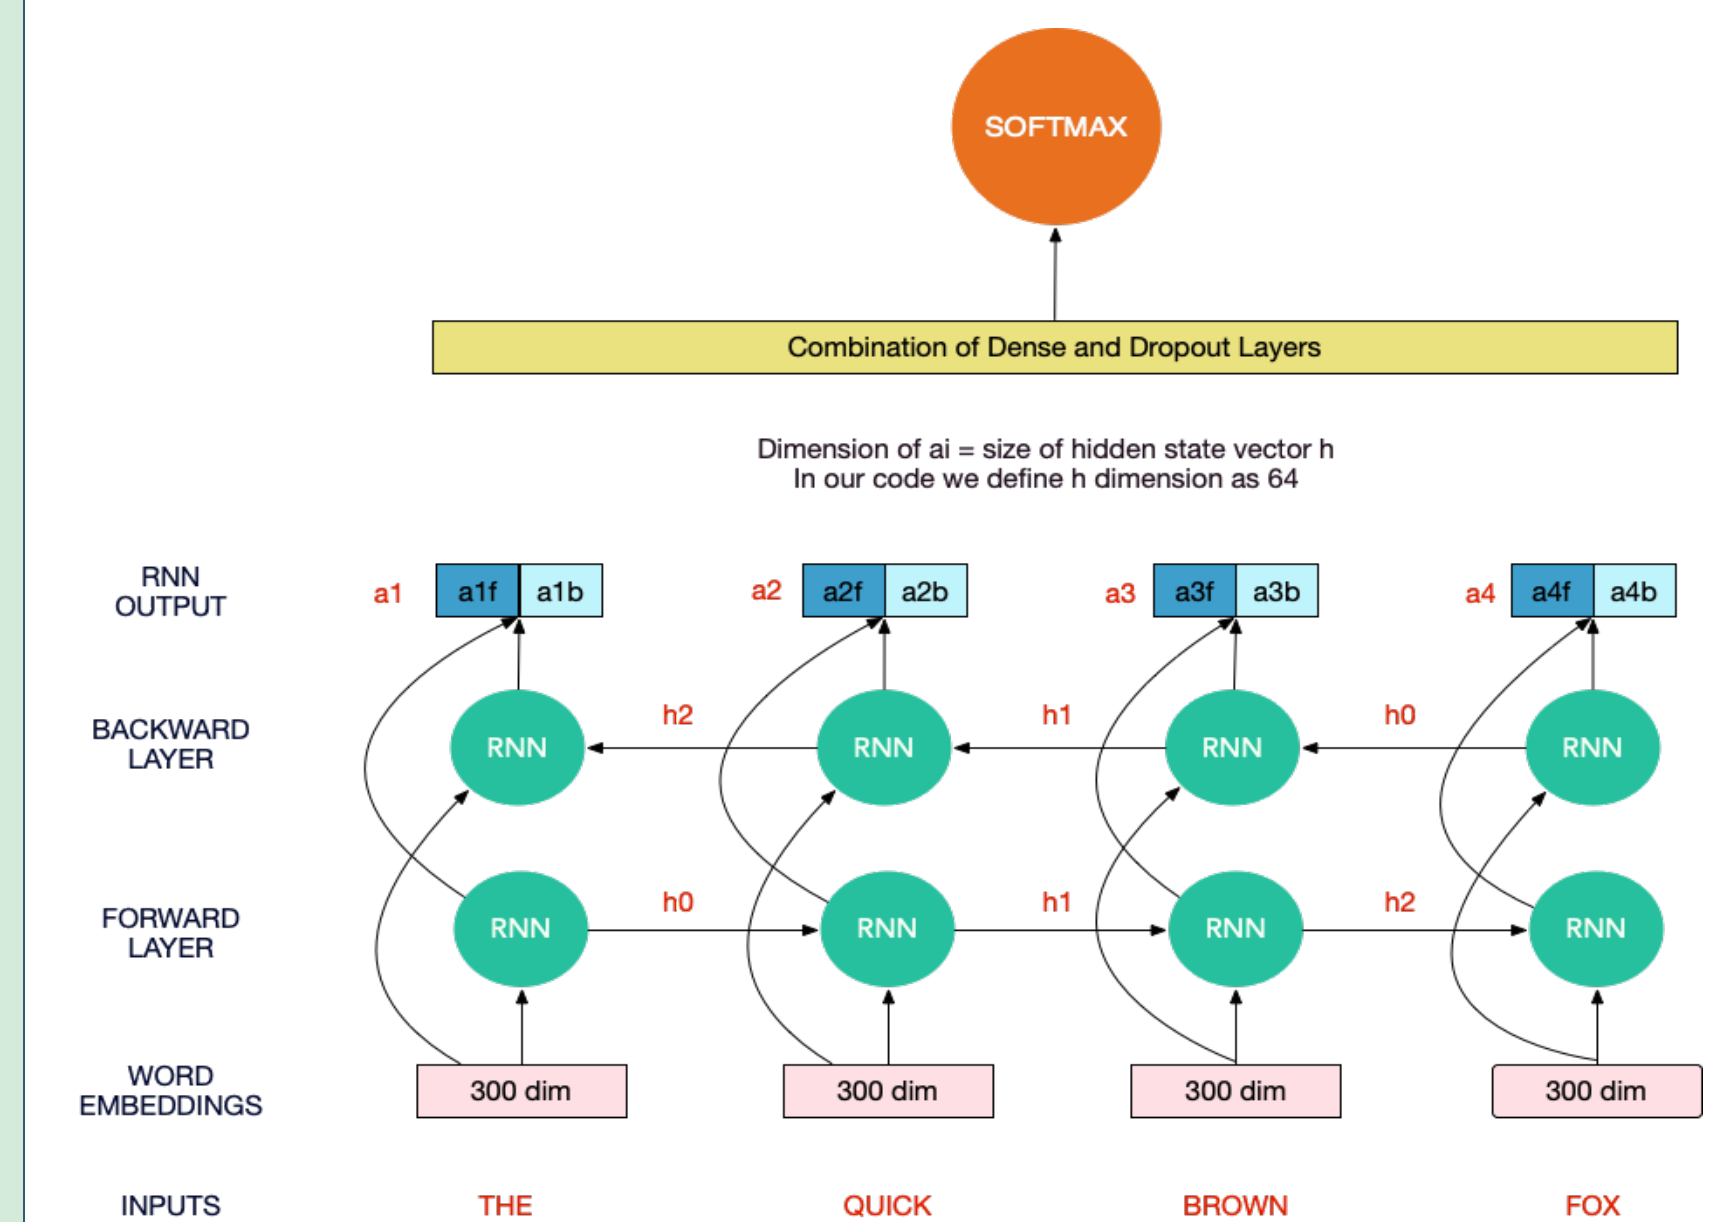 SOFTMAX
Combination of Dense and Dropout Layers
Dimension of ai = size of hidden state vector h
In our code we define h dimension as 64
RNN
OUTPUT
a1
a1f
a1b
a2
a2f
a2b
a3
a3f
a3b
a4
a4f
a4b
BACKWARD
LAYER
RNN
h2
RNN
h1
RNN
h0
RNN
FORWARD
LAYER
RNN
h0
RNN
h1
RNN
h2
RNN
WORD
EMBEDDINGS
300 dim
300 dim
300 dim
300 dim
INPUTS
THE
QUICK
BROWN
FOX